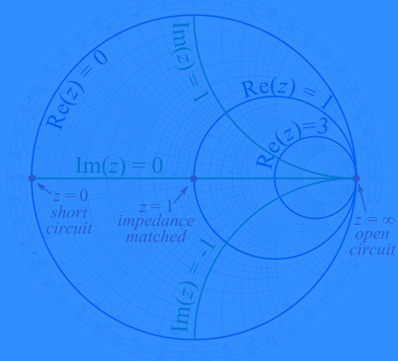 Im(z) = 1
Re(z) = 0
Re(z) = 1
Re(z)=3
Im(z) = 0
z = 0
short
circuit
z = 1
impedance
matched
z = ∞
open
circuit
Im(z) = -1